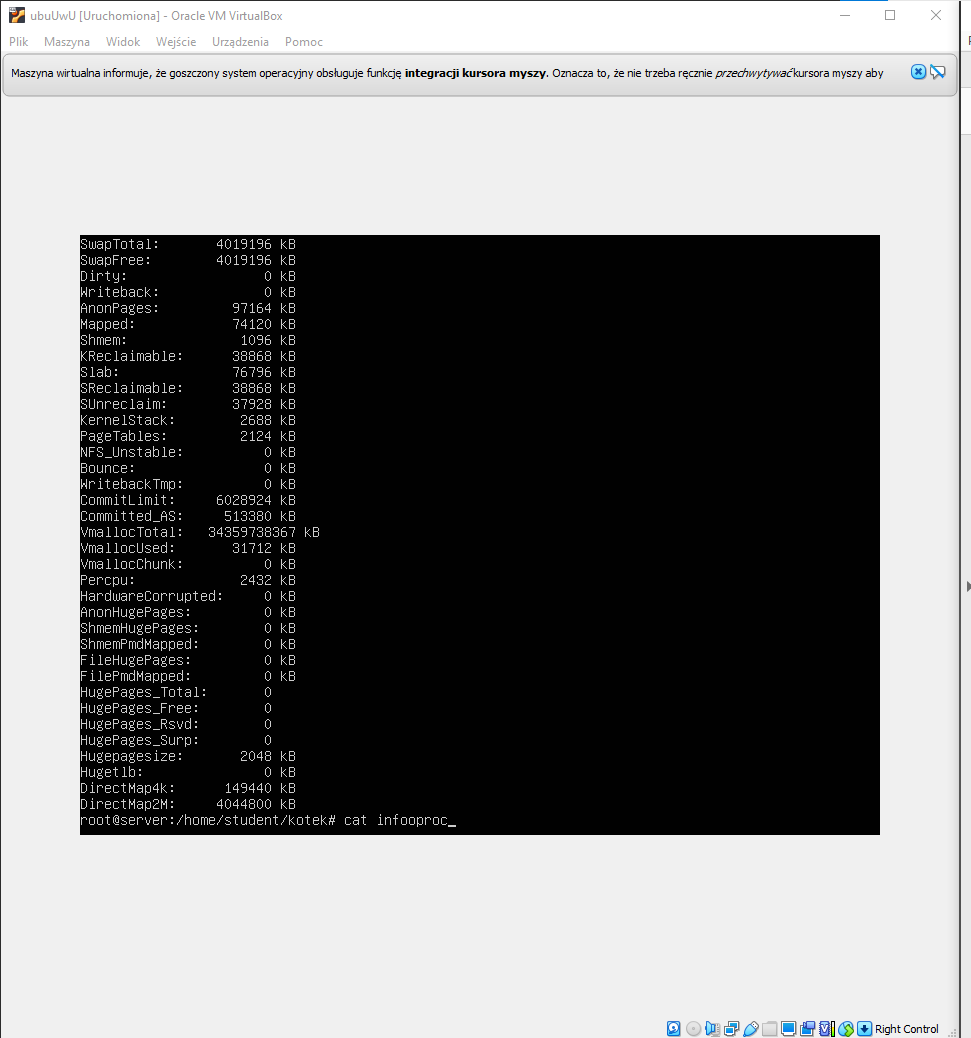 ubuUwU [Uruchomiona] - Oracle VM VirtualBox
Plik Maszyna Widok Wejście Urządzenia Pomoc
Maszyna wirtualna informuje, że goszczony system operacyjny obsługuje funkcję integracji kursora myszy. Oznacza to, że nie trzeba ręcznie przechwytywać kursora myszy aby
SwapTotal: 4019196 kB
SwapFree: 4019196 kB
Dirty: 0 kB
Writeback: 0 kB
AnonPages: 97164 kB
Mapped: 74120 kB
Shmem: 1096 kB
KReclaimable: 38868 kB
Slab: 76796 kB
SReclaimable: 38868 kB
SUnreclaim: 37928 kB
KernelStack: 2688 kB
PageTables: 2124 kB
NFS_Unstable: 0 kB
Bounce: 0 kB
WritebackTmp: 0 kB
CommitLimit: 6028924 kB
Committed_AS: 513380 kB
VmallocTotal: 34359738367 kB
VmallocUsed: 31712 kB
VmallocChunk: 0 kB
Percpu: 2432 kB
HardwareCorrupted: 0 kB
AnonHugePages: 0 kB
ShmemHugePages: 0 kB
ShmemPmdMapped: 0 kB
FileHugePages: 0 kB
FilePmdMapped: 0 kB
HugePages_Total: 0
HugePages_Free: 0
HugePages_Rsvd: 0
HugePages_Surp: 0
Hugepagesize: 2048 kB
Hugetlb: 0 kB
DirectMap4k: 149440 kB
DirectMap2M: 4044800 kB
root@server:/home/student/kotek# cat infooproc_
Right Control